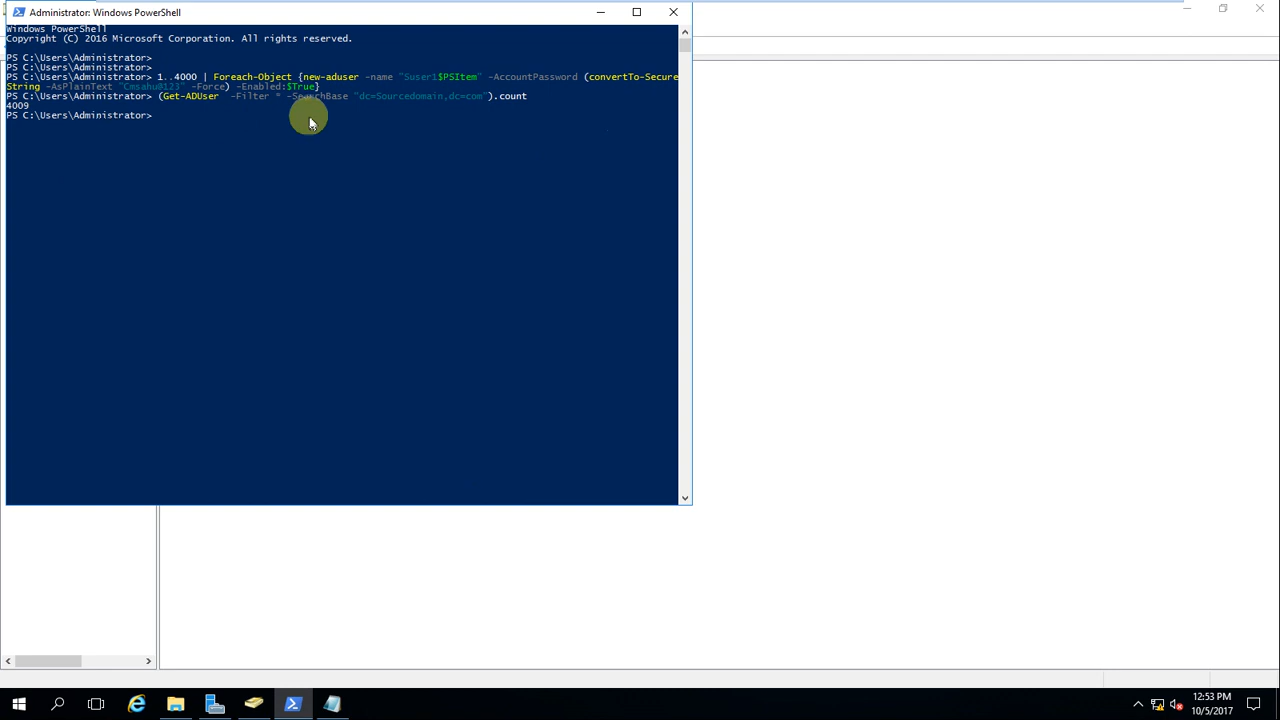 Administrator: Windows PowerShell
Windows PowerShell
Copyright (C) 2016 Microsoft Corporation. All rights reserved.
PS C:\Users\Administrator>
PS C:\Users\Administrator>
PS C:\Users\Administrator> 1..4000 | Foreach-Object {new-aduser -name "Suser1$PSItem" -AccountPassword (convertTo-Secure
String -AsPlainText "Cmsahu@123" -Force) -Enabled:$True}
PS C:\Users\Administrator> (Get-ADUser -Filter * -SearchBase "dc=Sourcedomain,dc=com").count
4009
PS C:\Users\Administrator>
12:53 PM
10/5/2017